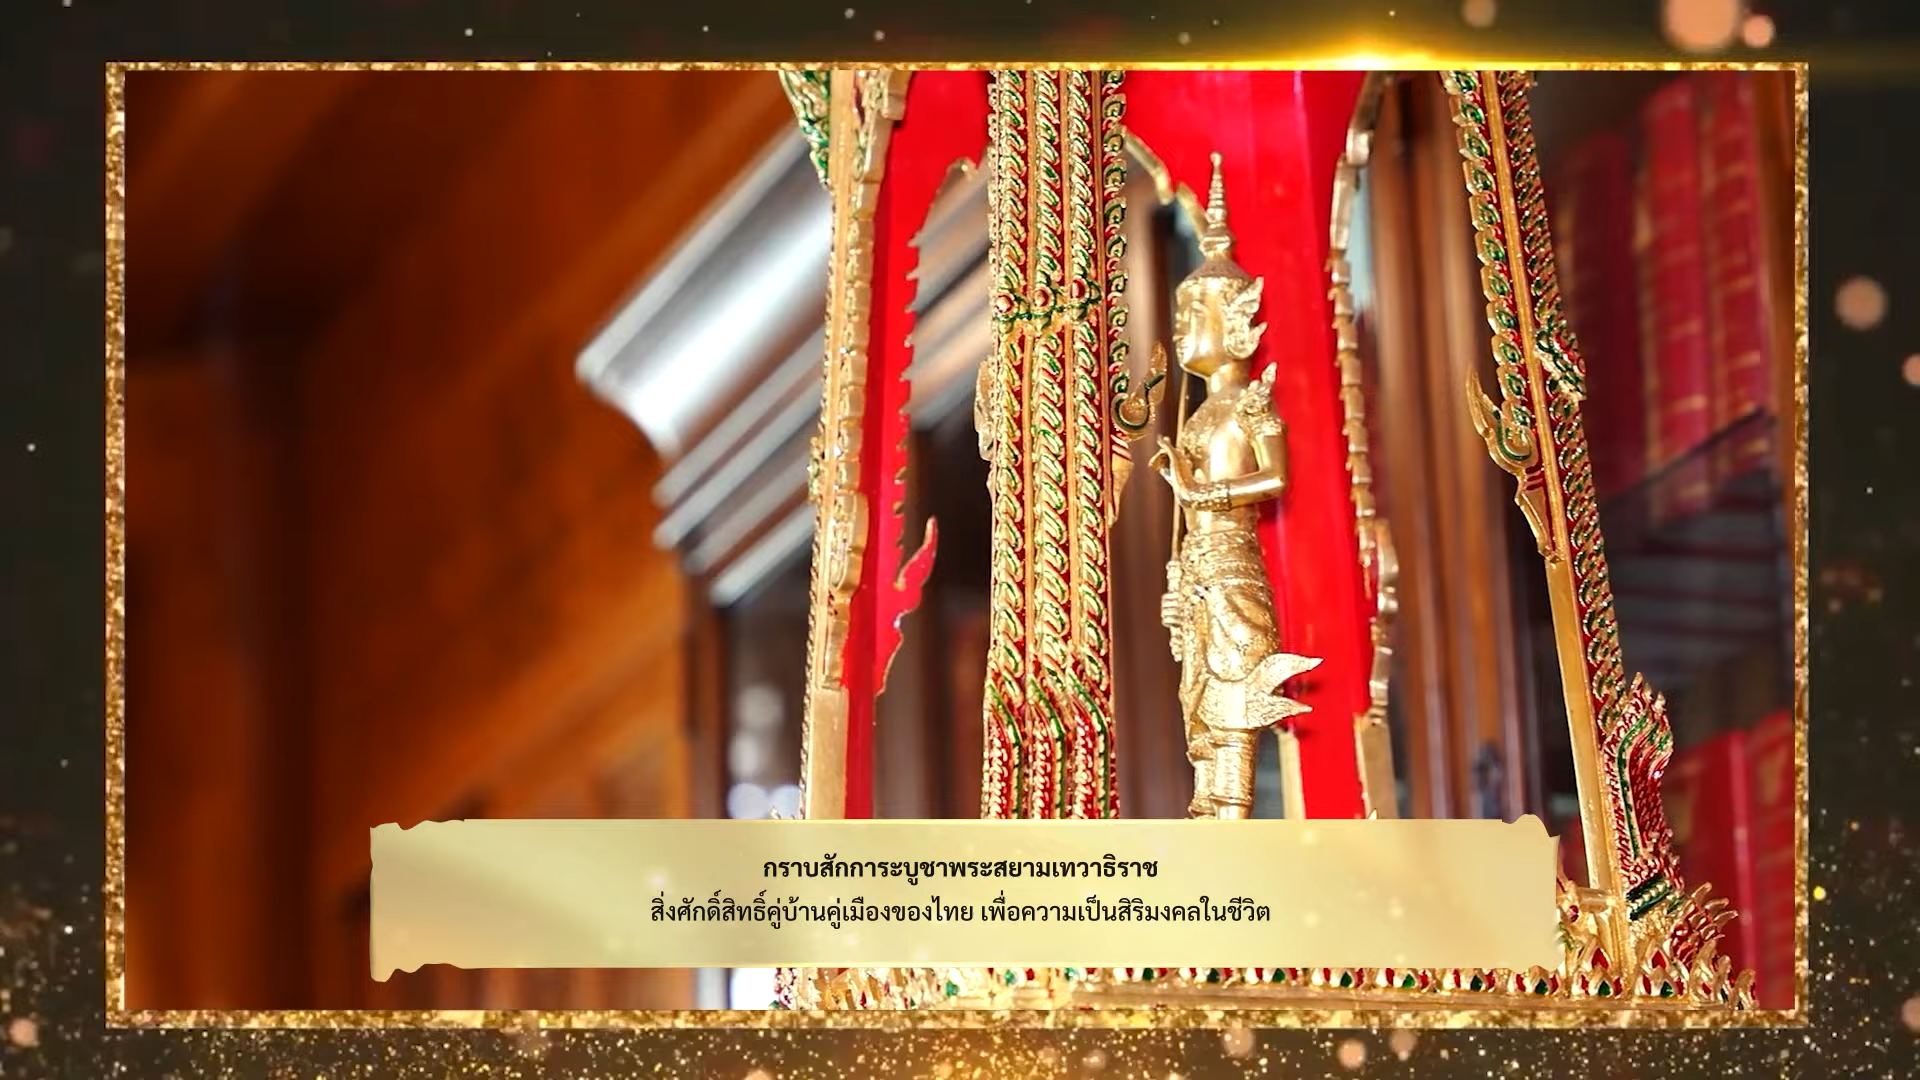 กราบสักการะบูชาพระสยามเทวาธิราช
สิ่งศักดิ์สิทธิ์คู่บ้านคู่เมืองของไทย เพื่อความเป็นสิริมงคลในชีวิต